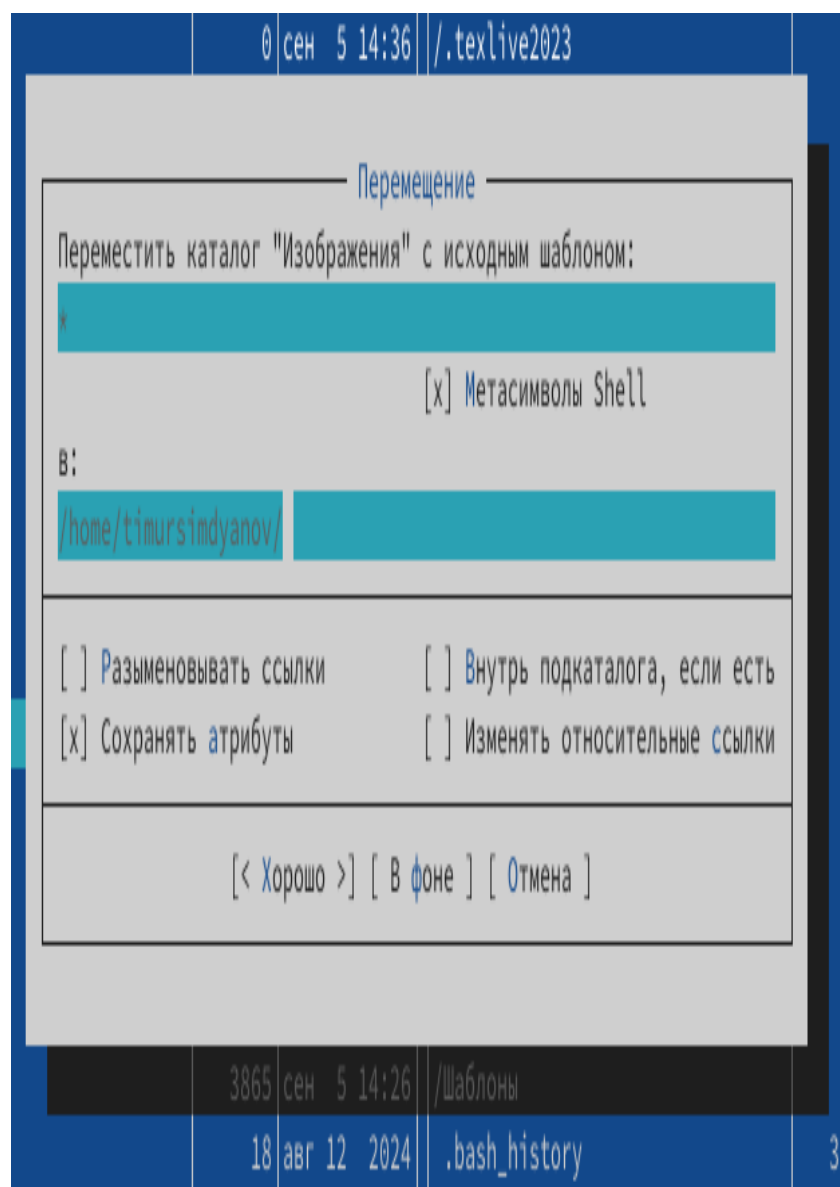 0 сен 5 14:36 /.texlive2023
Перемещение
Переместить каталог "Изображения" с исходным шаблоном:
*
[x] Метасимволы Shell
в:
/home/timursimdyanov/
[ ] Разыменовывать ссылки [ ] Внутрь подкаталога, если есть
[x] Сохранять атрибуты [ ] Изменять относительные ссылки
[< Хорошо >] [ В фоне ] [ Отмена ]
3865 сен 5 14:26 /Шаблоны
18 авг 12 2024 .bash_history 3